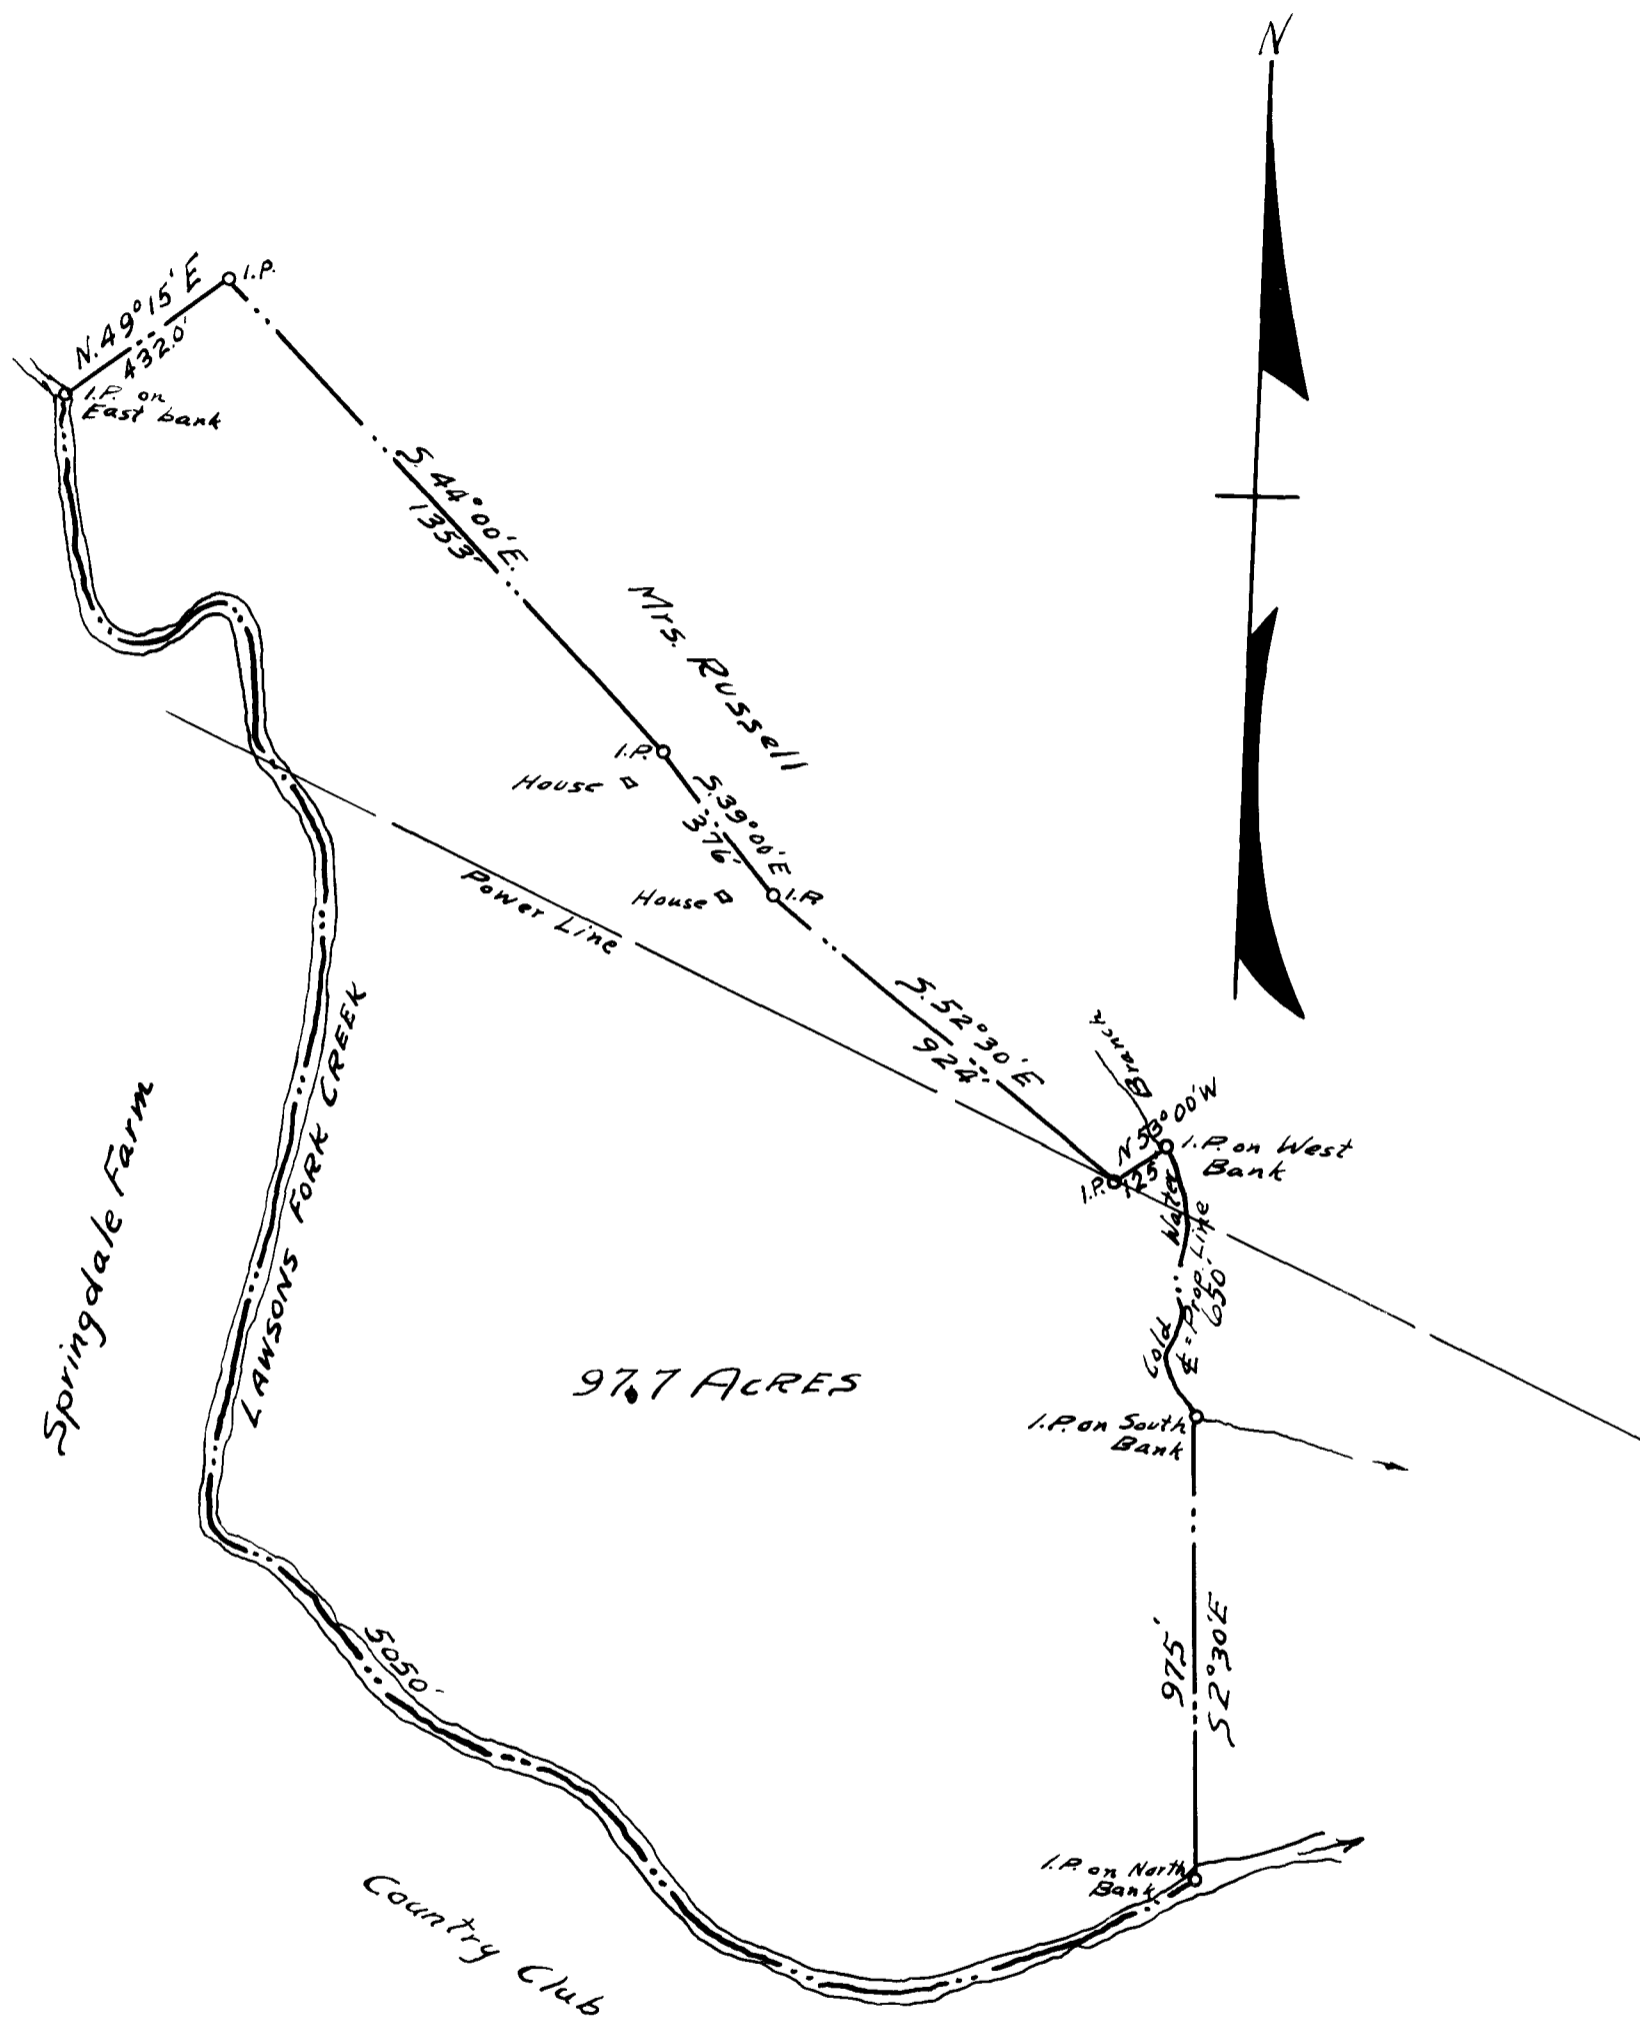 N
N.49°15'E
432.0'
I.P.
I.P. on
East bank
S.44°00'E.
1353'
Mrs. Russell
I.P.
House
S.39°00'E
376'
House
I.P.
Power Line
S.52°30'E
924'
Branch
N53°00'W
125'
I.P. on West
Bank
I.P.
Water
Cold
℄ = Prop. Line
650'
LAWSONS FORK CREEK
Springdale Farm
97.7 ACRES
I.P. on South
Bank
975'
S2°30'E
5050'
I.P. on North
Bank
Country Club